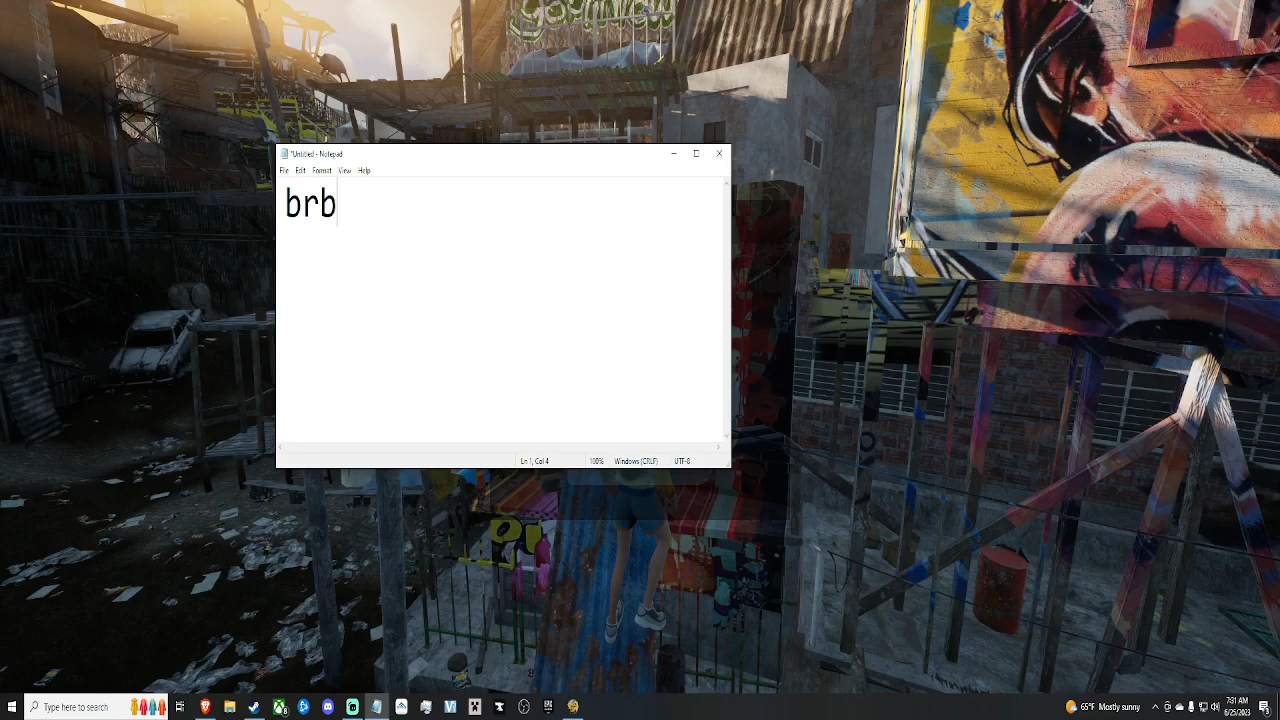 *Untitled - Notepad
File Edit Format View Help
brb
Ln 1, Col 4 100% Windows (CRLF) UTF-8
Type here to search
65°F Mostly sunny
7:31 AM
6/25/2023